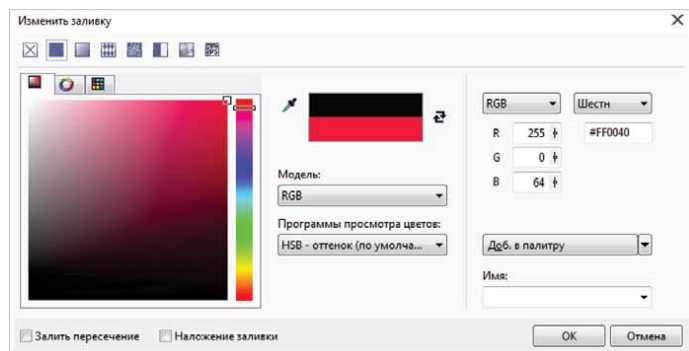 Изменить заливку
RGB
Шестн
R 255 #FF0040
G 0
B 64
Модель:
RGB
Программы просмотра цветов:
HSB - оттенок (по умолча...
Доб. в палитру
Имя:
Залить пересечение
Наложение заливки
OK
Отмена